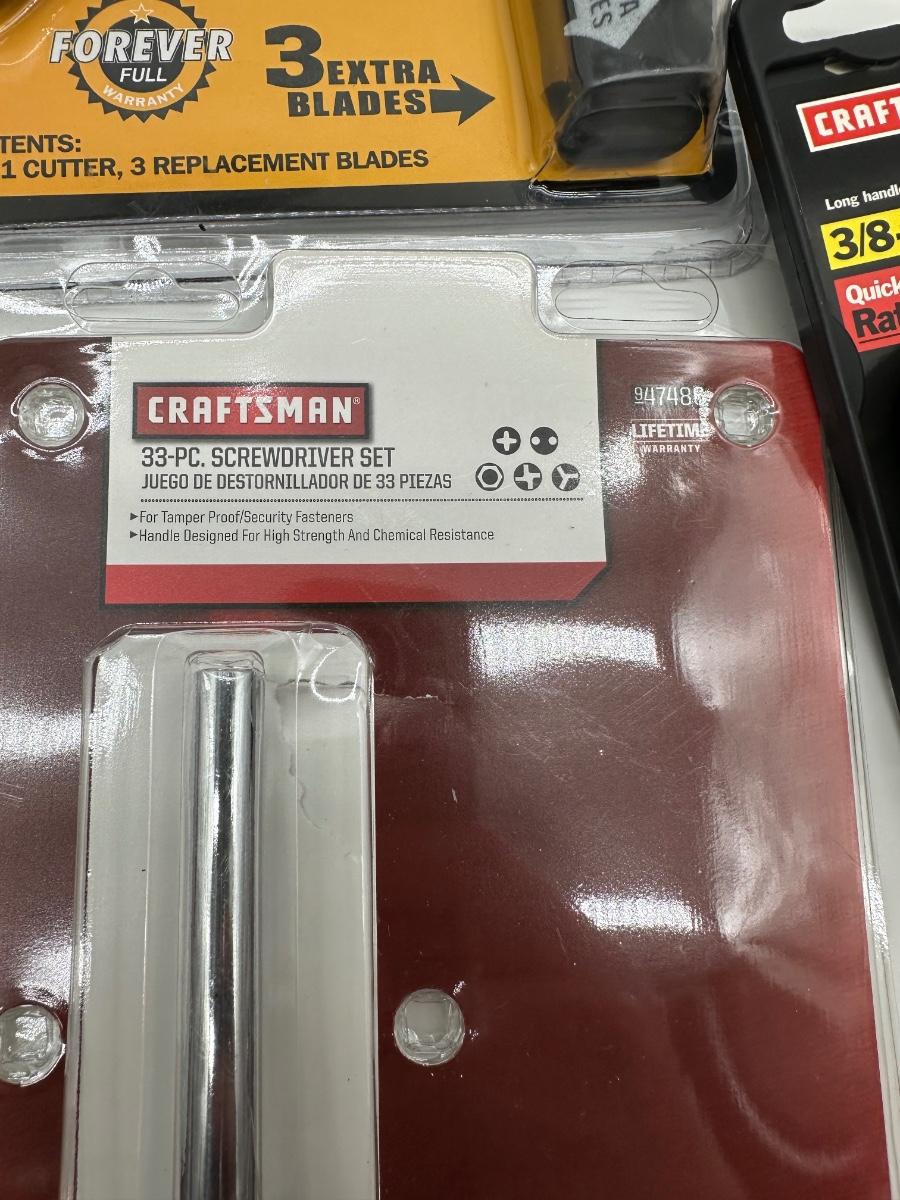 FOREVER
FULL
WARRANTY
3 EXTRA
BLADES
TENTS:
1 CUTTER, 3 REPLACEMENT BLADES
CRAFT
Long handle
3/8-
Quick
Rat
CRAFTSMAN®
33-PC. SCREWDRIVER SET
JUEGO DE DESTORNILLADOR DE 33 PIEZAS
▸For Tamper Proof/Security Fasteners
▸Handle Designed For High Strength And Chemical Resistance
LIFETIME
WARRANTY